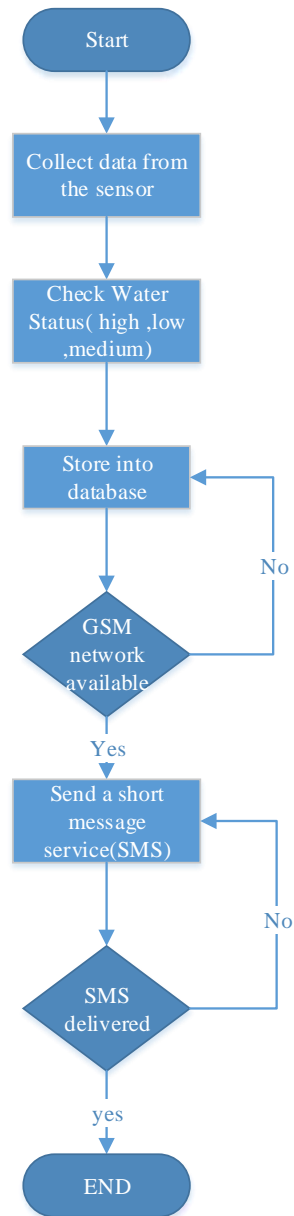 Start
Collect data from
the sensor
Check Water
Status( high ,low
,medium)
Store into
database
No
GSM
network
available
Yes
Send a short
message
service(SMS)
No
SMS
delivered
yes
END